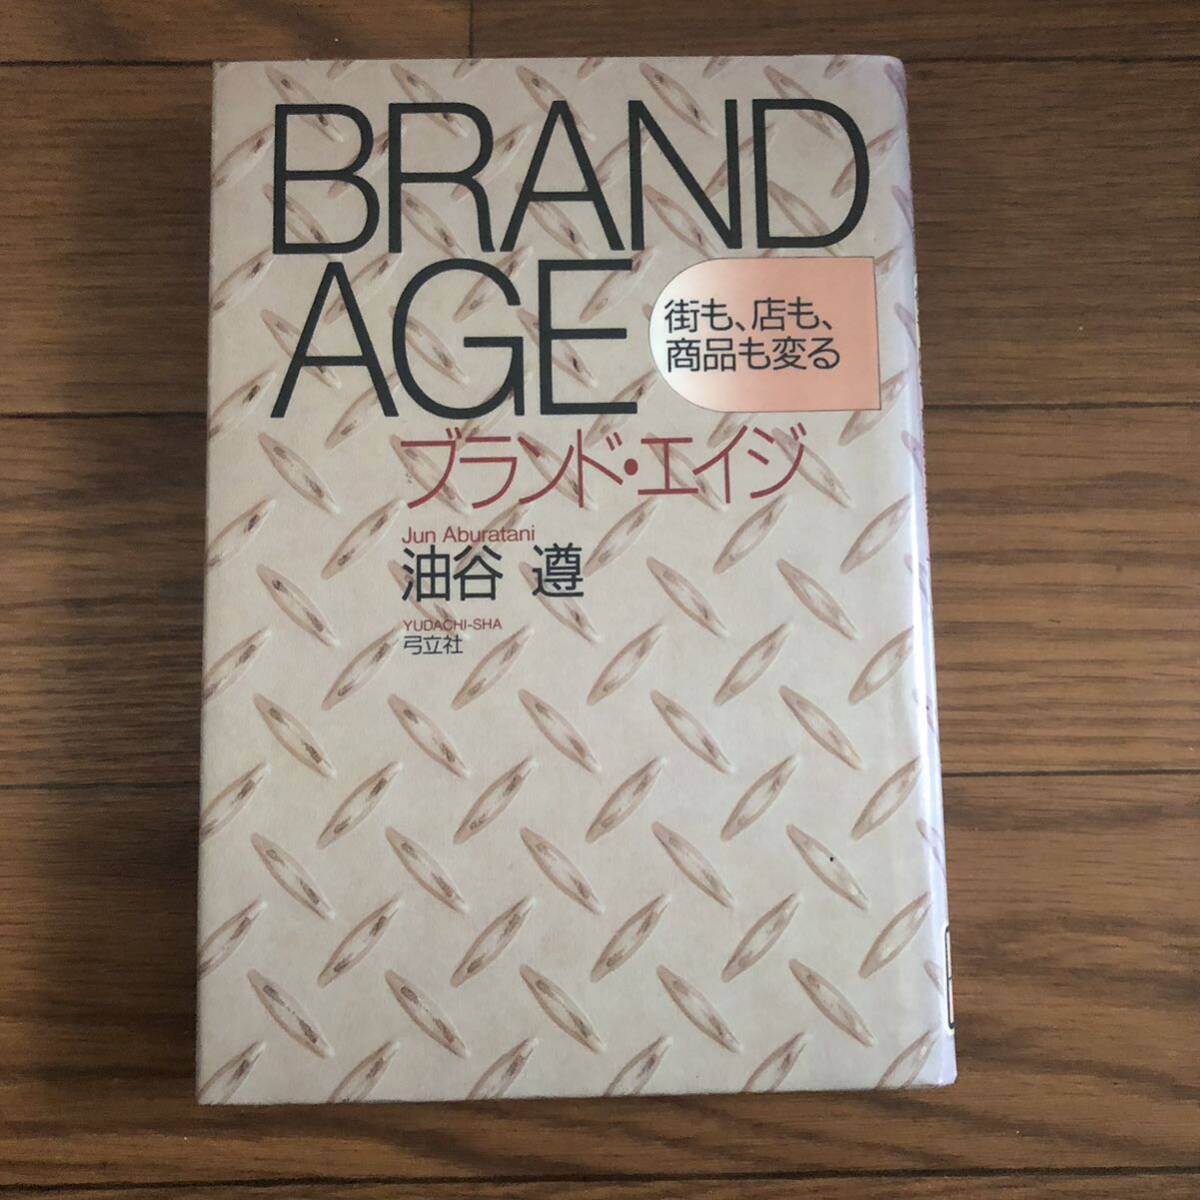 BRAND
AGE
街も、店も、
商品も変る
ブランド・エイジ
Jun Aburatani
油谷 遵
YUDACHI-SHA
弓立社